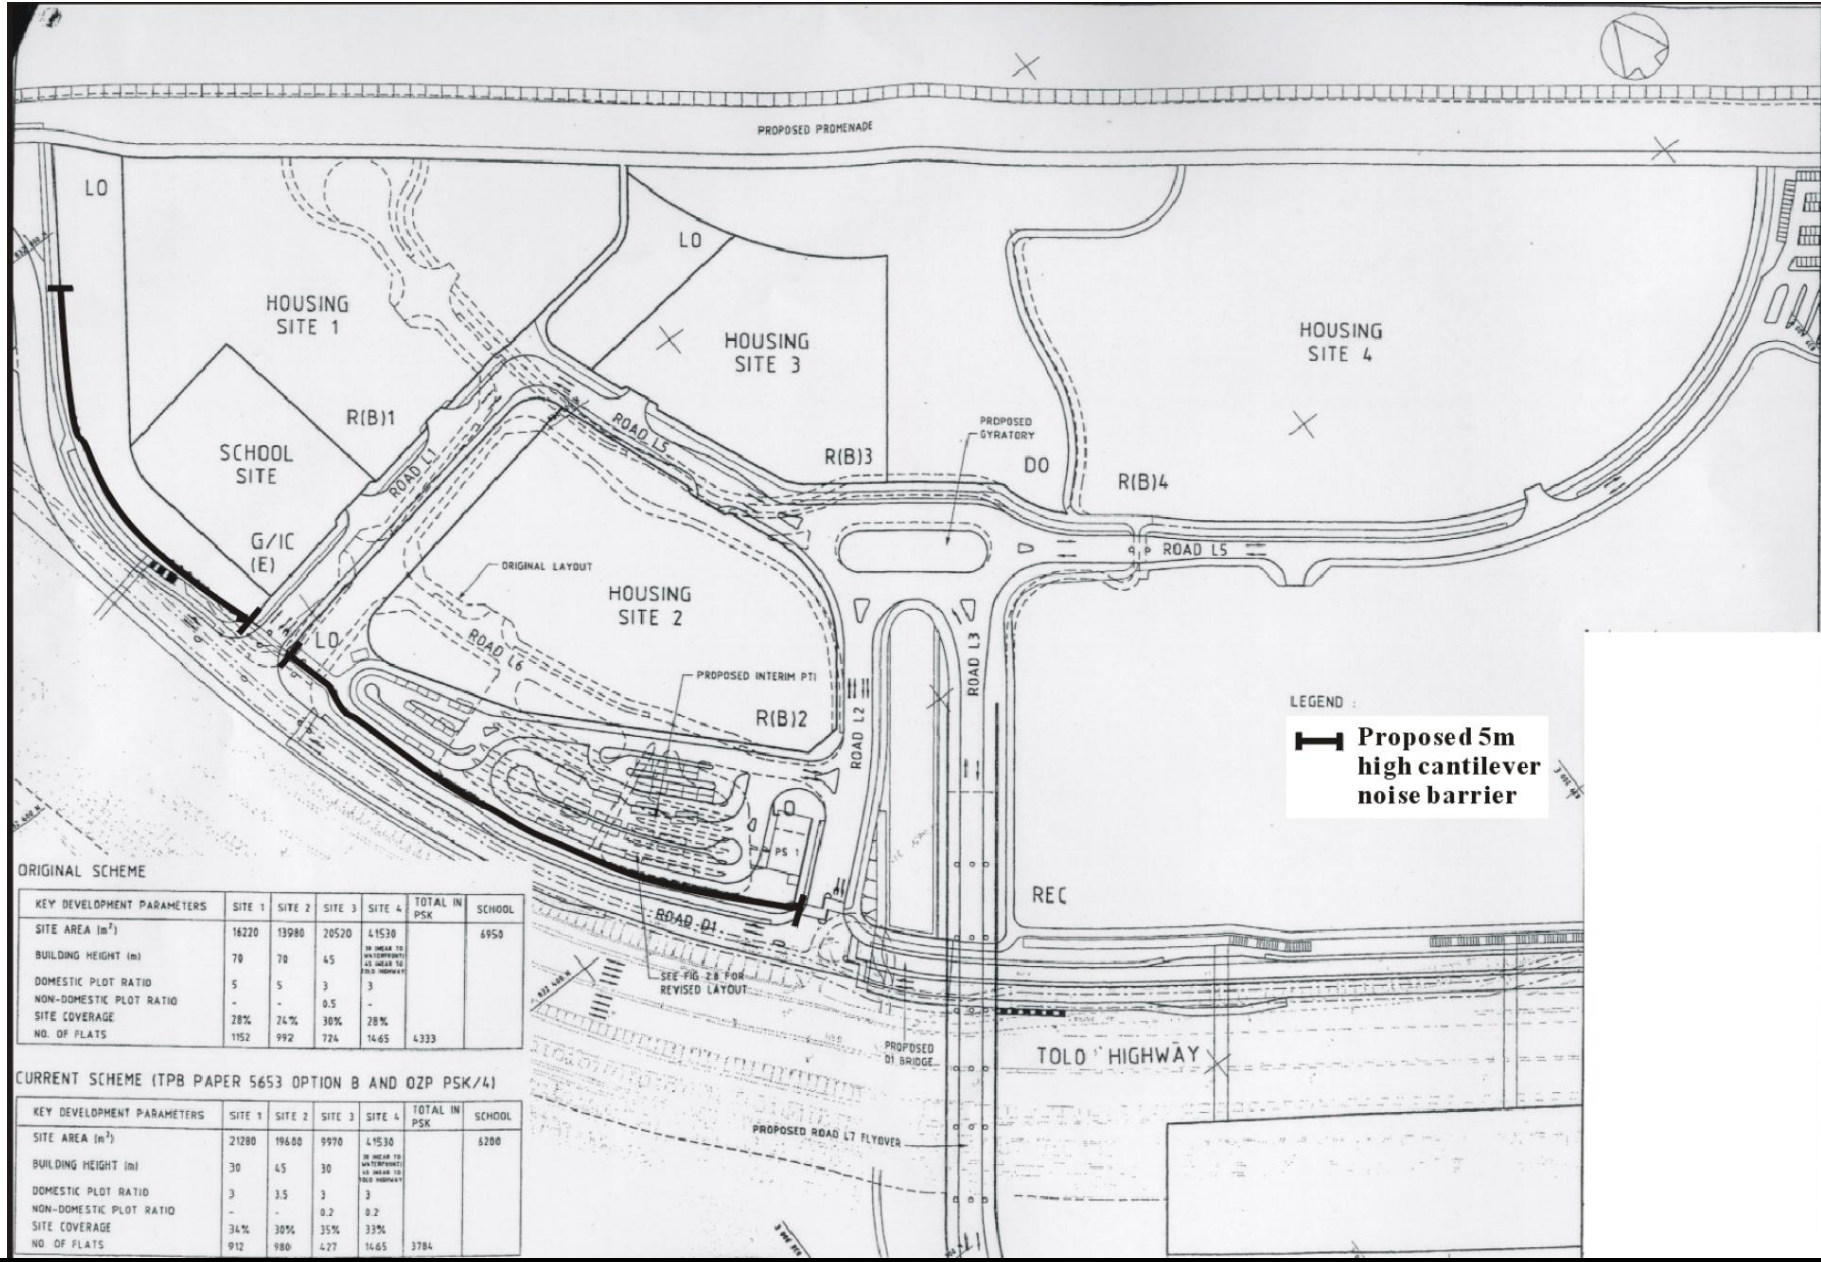 PROPOSED PROMENADE
LO
LO
HOUSING
SITE 1
HOUSING
SITE 3
HOUSING
SITE 4
R(B)1
SCHOOL
SITE
G/IC
(E)
ROAD L1
ROAD L5
R(B)3
PROPOSED
GYRATORY
DO
R(B)4
ROAD L5
ORIGINAL LAYOUT
HOUSING
SITE 2
LO
ROAD L6
PROPOSED INTERIM PTI
R(B)2
ROAD L2
ROAD L3
LEGEND :
Proposed 5m
high cantilever
noise barrier
PS 1
REC
ROAD D1
SEE FIG 2.8 FOR
REVISED LAYOUT
PROPOSED
D1 BRIDGE
TOLO HIGHWAY
PROPOSED ROAD L7 FLYOVER
ORIGINAL SCHEME
KEY DEVELOPMENT PARAMETERS SITE 1 SITE 2 SITE 3 SITE 4 TOTAL IN PSK SCHOOL
SITE AREA (m²) 16220 13980 20520 41530 6950
BUILDING HEIGHT (m) 70 70 45
DOMESTIC PLOT RATIO 5 5 3 3
NON-DOMESTIC PLOT RATIO - - 0.5 -
SITE COVERAGE 28% 24% 30% 28%
NO. OF FLATS 1152 992 724 1465 4333
CURRENT SCHEME (TPB PAPER 5653 OPTION B AND OZP PSK/4)
KEY DEVELOPMENT PARAMETERS SITE 1 SITE 2 SITE 3 SITE 4 TOTAL IN PSK SCHOOL
SITE AREA (m²) 21280 19600 9970 41530 6200
BUILDING HEIGHT (m) 30 45 30
DOMESTIC PLOT RATIO 3 3.5 3 3
NON-DOMESTIC PLOT RATIO - - 0.2 0.2
SITE COVERAGE 34% 30% 35% 33%
NO. OF FLATS 912 980 427 1465 3784